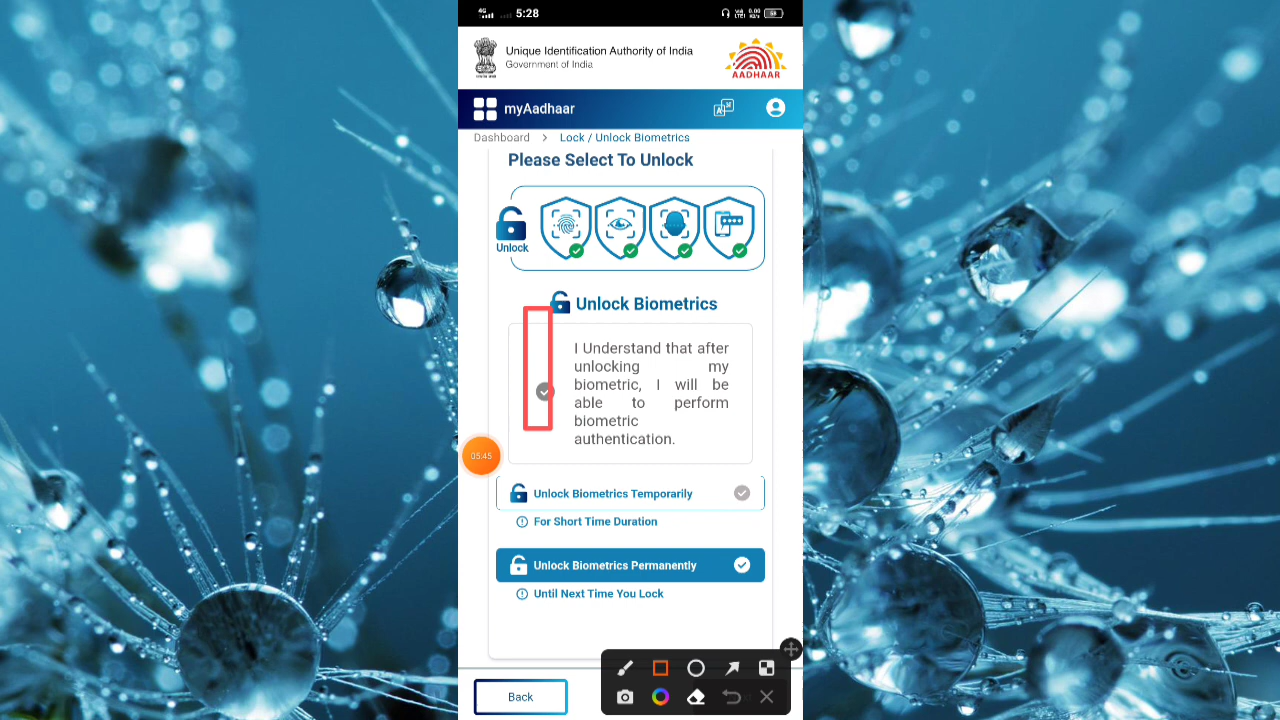 4G 5:28 58
Unique Identification Authority of India
Government of India
AADHAAR
myAadhaar
Dashboard > Lock / Unlock Biometrics
Please Select To Unlock
Unlock
Unlock Biometrics
I Understand that after
unlocking my
biometric, I will be
able to perform
biometric
authentication.
05:45
Unlock Biometrics Temporarily
For Short Time Duration
Unlock Biometrics Permanently
Until Next Time You Lock
Back